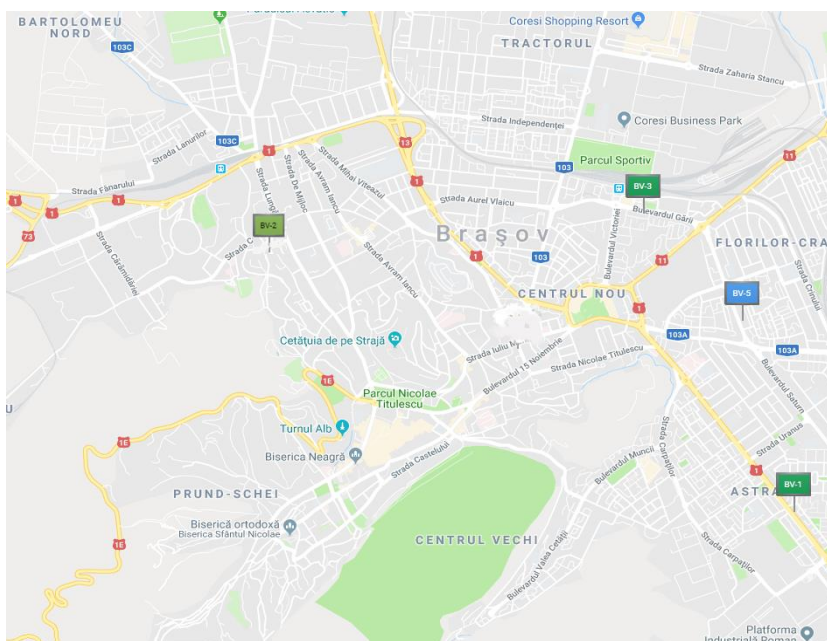 BARTOLOMEU
NORD
Coresi Shopping Resort
TRACTORUL
103C
Strada Zaharia Stancu
Strada Independenței
Coresi Business Park
Strada Lanurilor
103C
1
13
Parcul Sportiv
11
103
Strada Mihai Viteazul
Strada Avram Iancu
Strada De Mijloc
Strada Lungă
1
BV-3
Strada Fânarului
1
1
1
Strada Aurel Vlaicu
Bulevardul Gării
BV-2
Brașov
Bulevardul Victoriei
73
FLORILOR-CRA
Strada Avram Iancu
1
103
11
Strada Crinului
Strada Cărămidăriei
CENTRUL NOU
BV-5
1
Cetățuia de pe Strajă
103A
103A
Strada Iuliu M
Bulevardul 15 Noiembrie
Strada Nicolae Titulescu
1E
Parcul Nicolae
Titulescu
Bulevardul Saturn
Turnul Alb
Strada Uranus
1E
Biserica Neagră
Strada Castelului
Bulevardul Muncii
Strada Carpaților
1
BV-1
PRUND-SCHEI
ASTRA
Biserică ortodoxă
Biserica Sfântul Nicolae
1E
CENTRUL VECHI
Bulevardul Valea Cetății
Strada Carpaților
Platforma